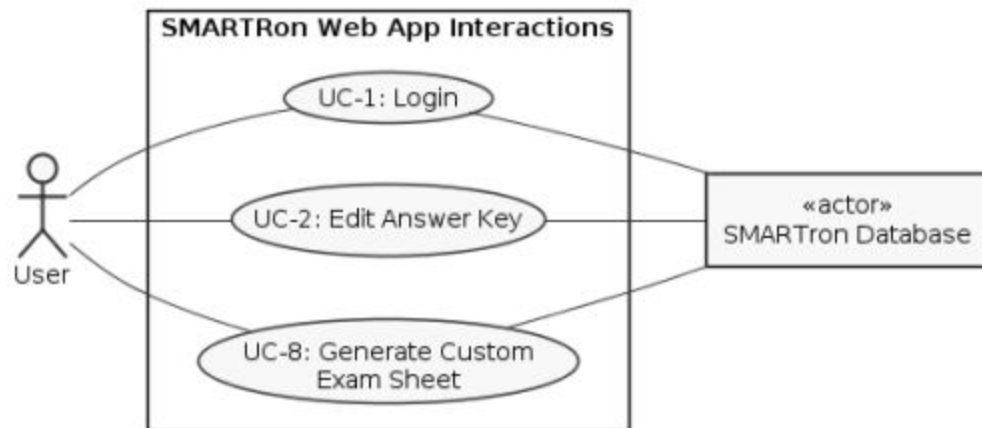 SMARTRon Web App Interactions
UC-1: Login
UC-2: Edit Answer Key
«actor»
SMARTron Database
User
UC-8: Generate Custom
Exam Sheet